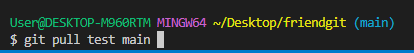 User@DESKTOP-M960RTM MINGW64 ~/Desktop/friendgit (main)
$ git pull test main